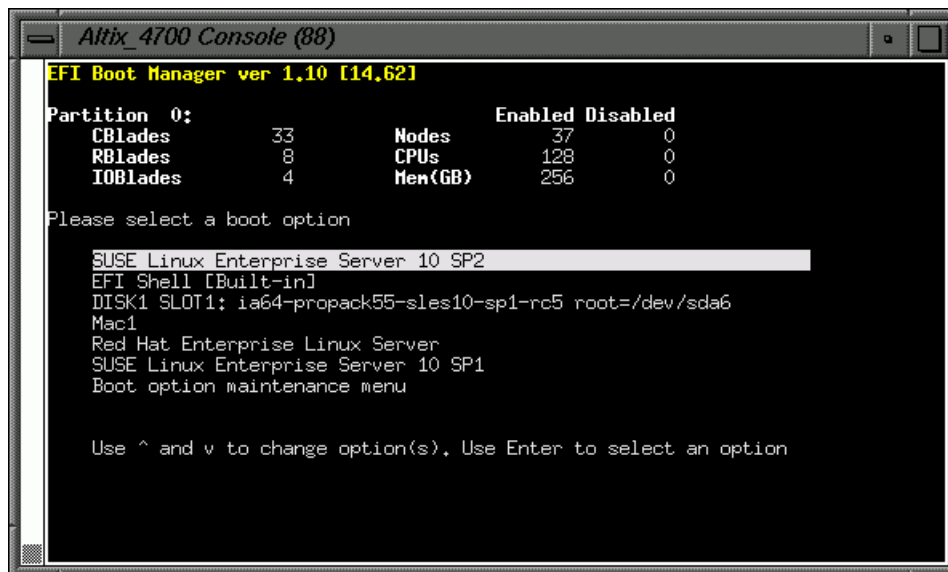 Altix_4700 Console (88)
EFI Boot Manager ver 1.10 [14.62]
Partition 0: Enabled Disabled
CBlades 33 Nodes 37 0
RBlades 8 CPUs 128 0
IOBlades 4 Mem(GB) 256 0
Please select a boot option
SUSE Linux Enterprise Server 10 SP2
EFI Shell [Built-in]
DISK1 SLOT1: ia64-propack55-sles10-sp1-rc5 root=/dev/sda6
Mac1
Red Hat Enterprise Linux Server
SUSE Linux Enterprise Server 10 SP1
Boot option maintenance menu
Use ^ and v to change option(s). Use Enter to select an option